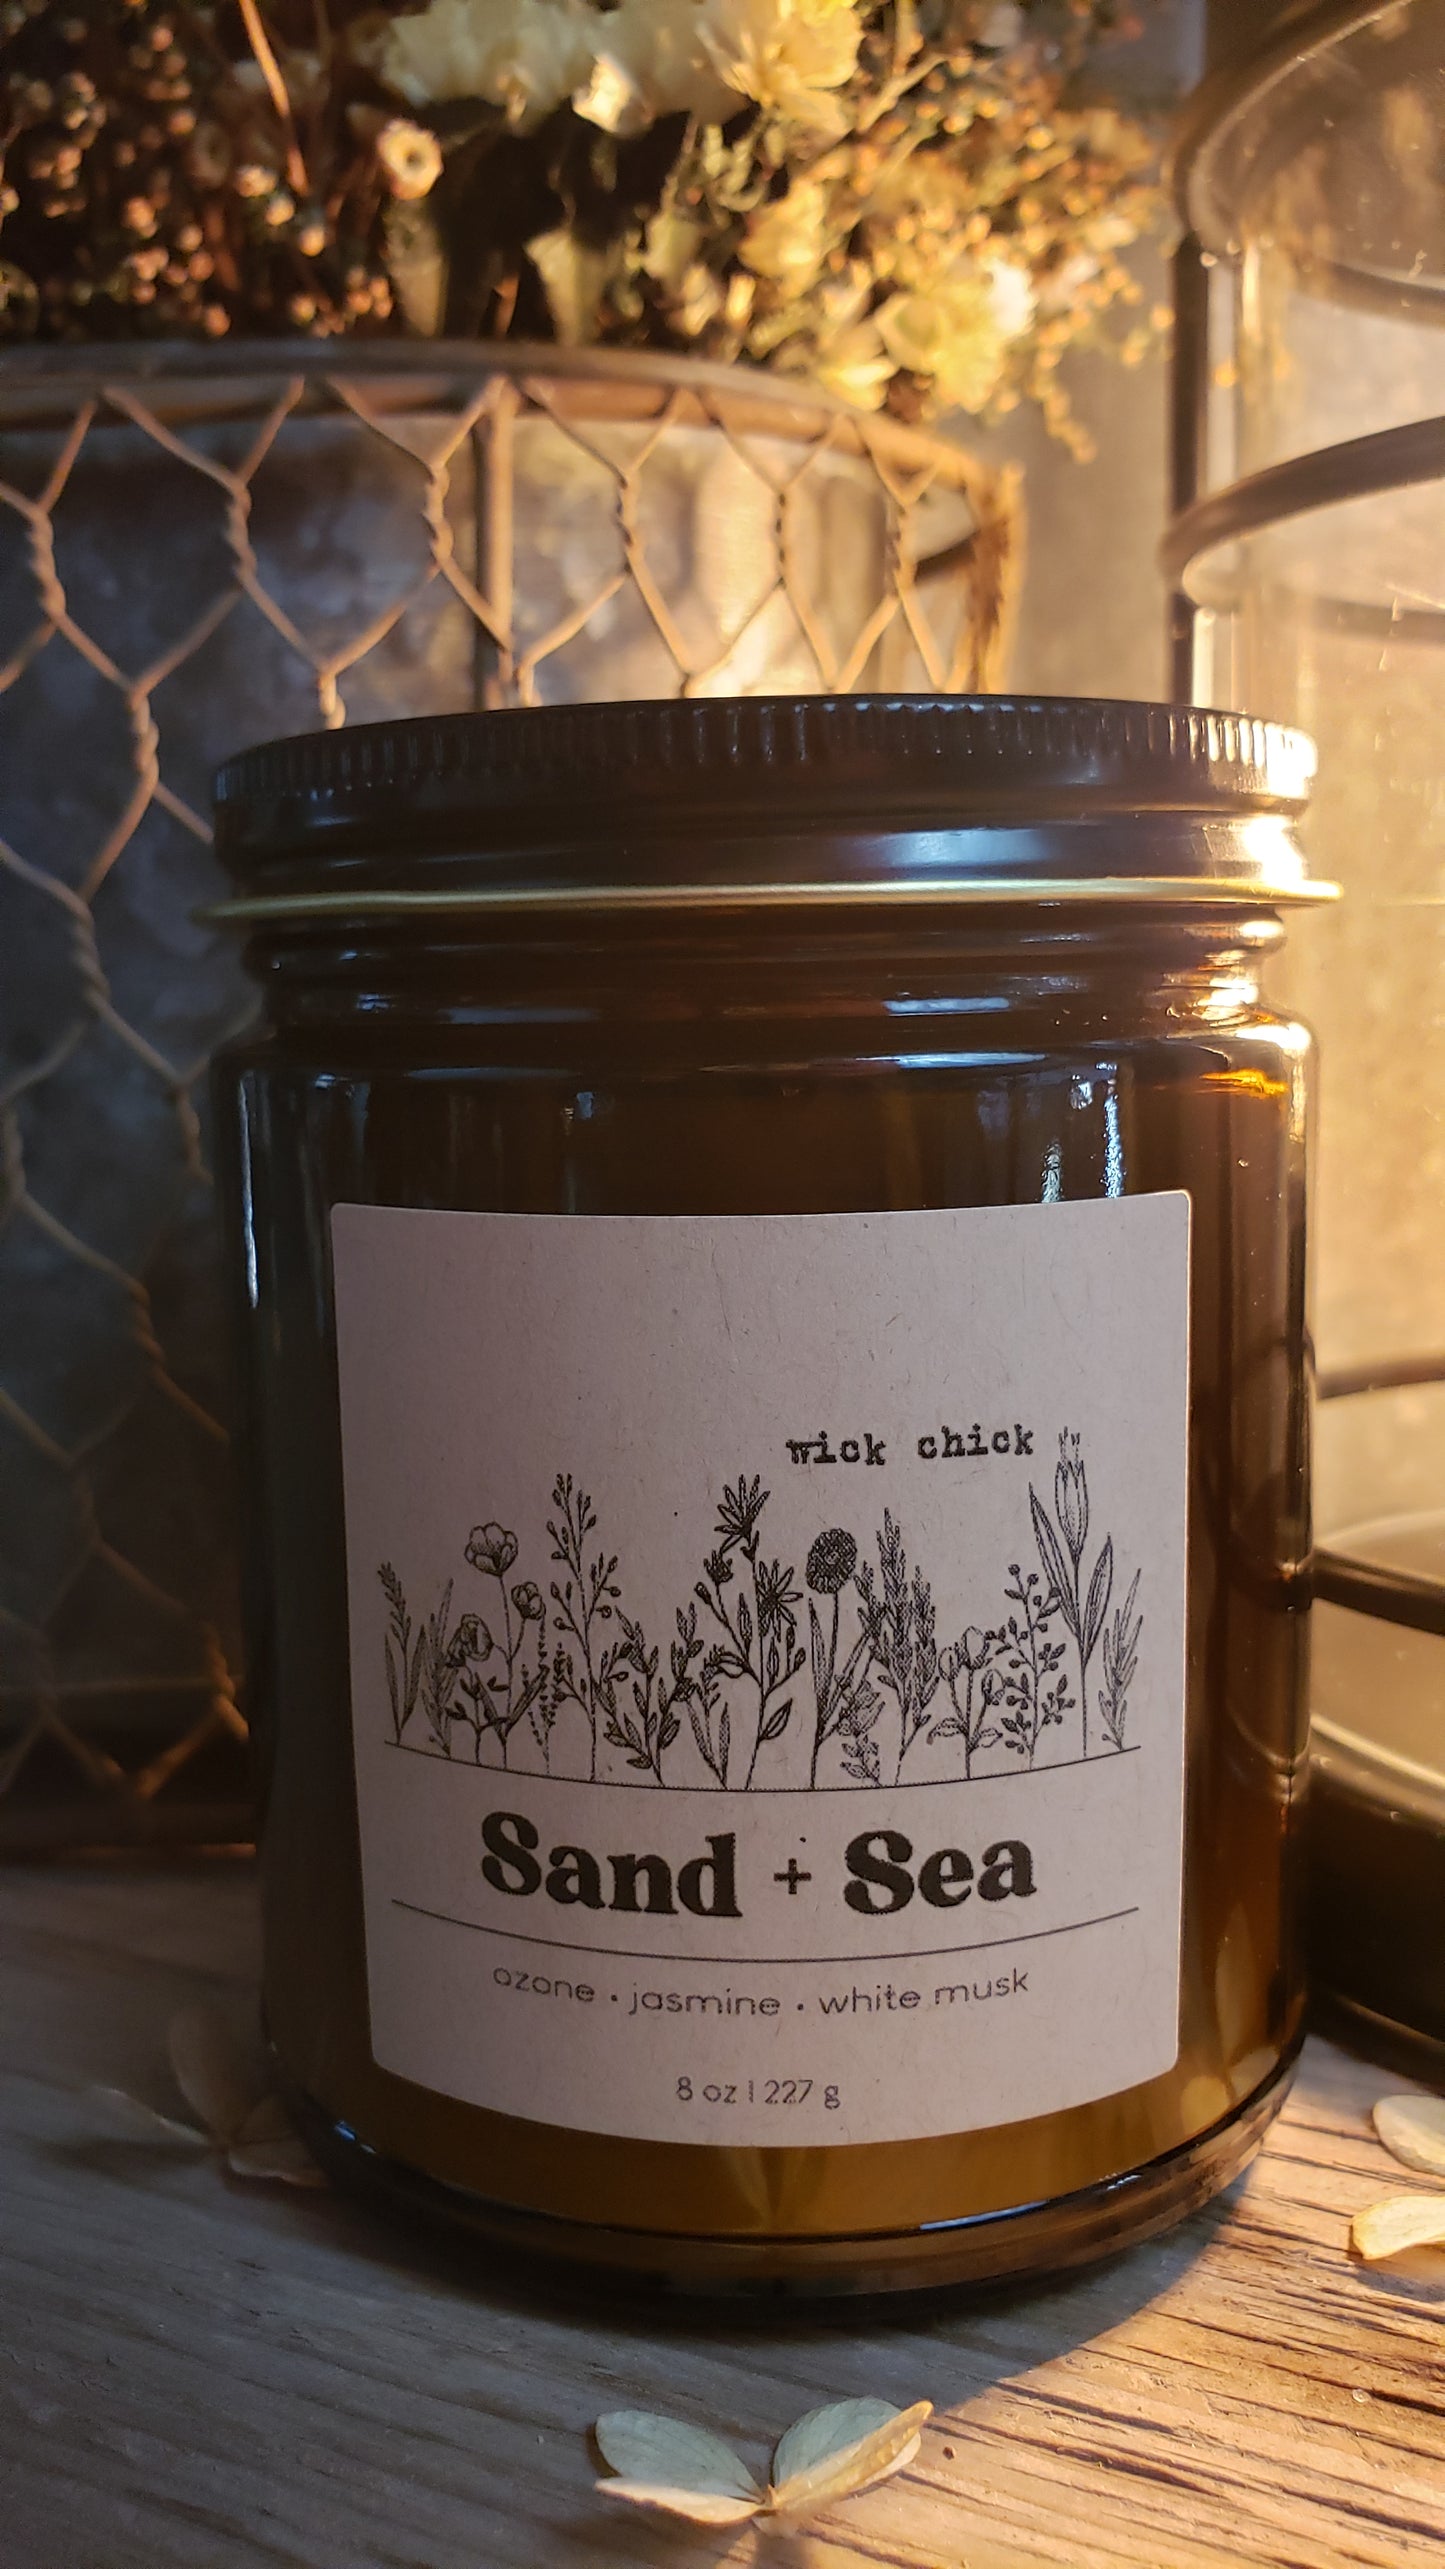 wick chick
Sand + Sea
ozone • jasmine • white musk
8 oz | 227 g